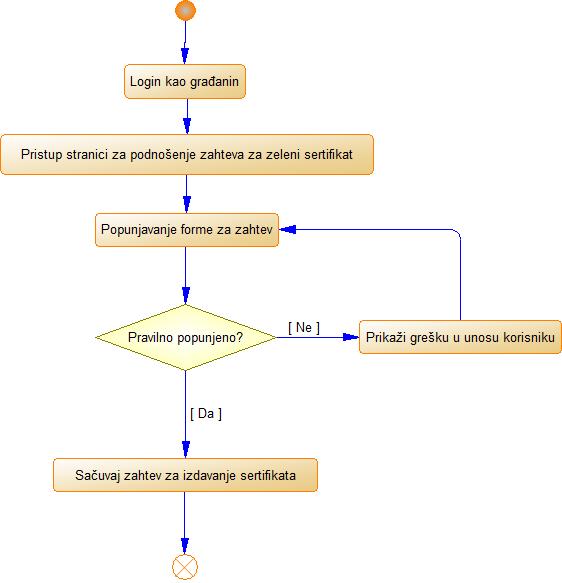 Login kao građanin
Pristup stranici za podnošenje zahteva za zeleni sertifikat
Popunjavanje forme za zahtev
Pravilno popunjeno?
[ Ne ]
Prikaži grešku u unosu korisniku
[ Da ]
Sačuvaj zahtev za izdavanje sertifikata